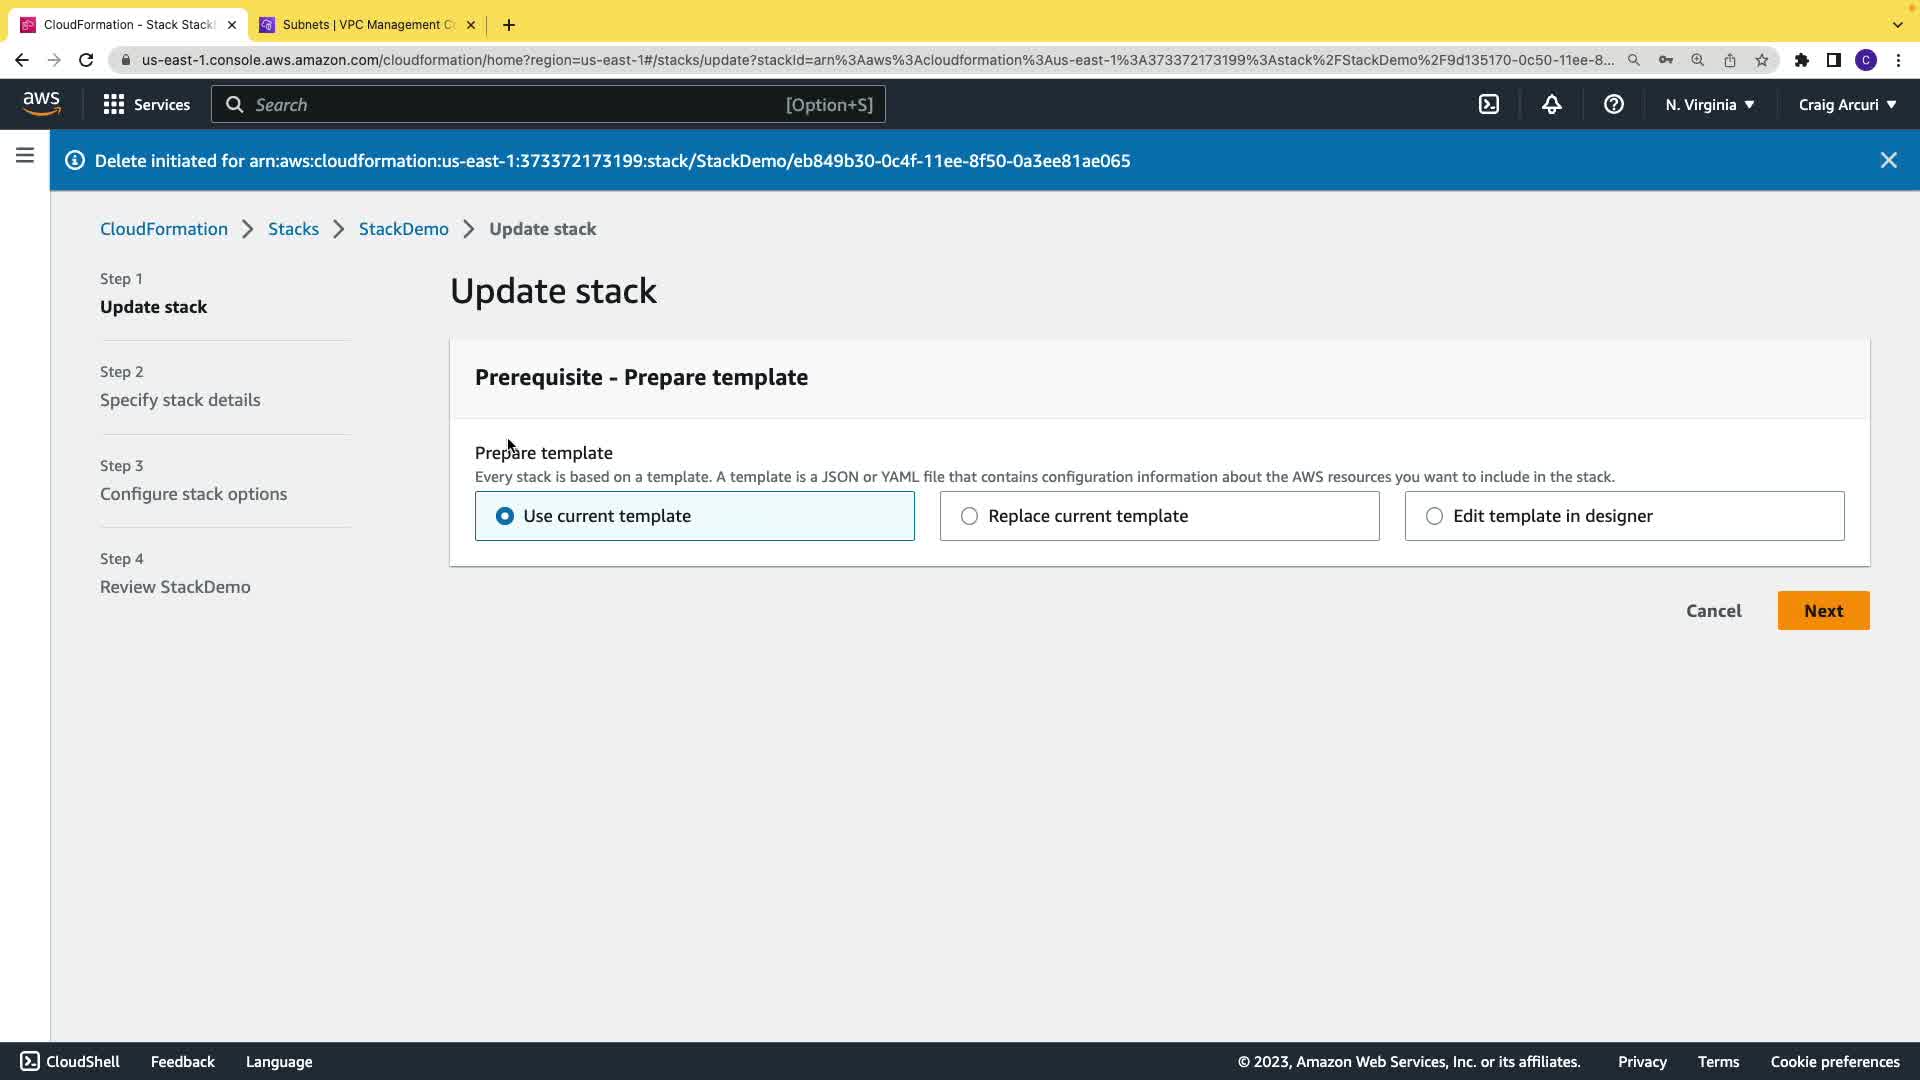 CloudFormation - Stack Stack
Subnets | VPC Management C
us-east-1.console.aws.amazon.com/cloudformation/home?region=us-east-1#/stacks/update?stackId=arn%3Aaws%3Acloudformation%3Aus-east-1%3A373372173199%3Astack%2FStackDemo%2F9d135170-0c50-11ee-8...
C
aws
Services
Search
[Option+S]
N. Virginia
Craig Arcuri
Delete initiated for arn:aws:cloudformation:us-east-1:373372173199:stack/StackDemo/eb849b30-0c4f-11ee-8f50-0a3ee81ae065
CloudFormation
Stacks
StackDemo
Update stack
Step 1
Update stack
Step 2
Specify stack details
Step 3
Configure stack options
Step 4
Review StackDemo
Update stack
Prerequisite - Prepare template
Prepare template
Every stack is based on a template. A template is a JSON or YAML file that contains configuration information about the AWS resources you want to include in the stack.
Use current template
Replace current template
Edit template in designer
Cancel
Next
CloudShell
Feedback
Language
© 2023, Amazon Web Services, Inc. or its affiliates.
Privacy
Terms
Cookie preferences